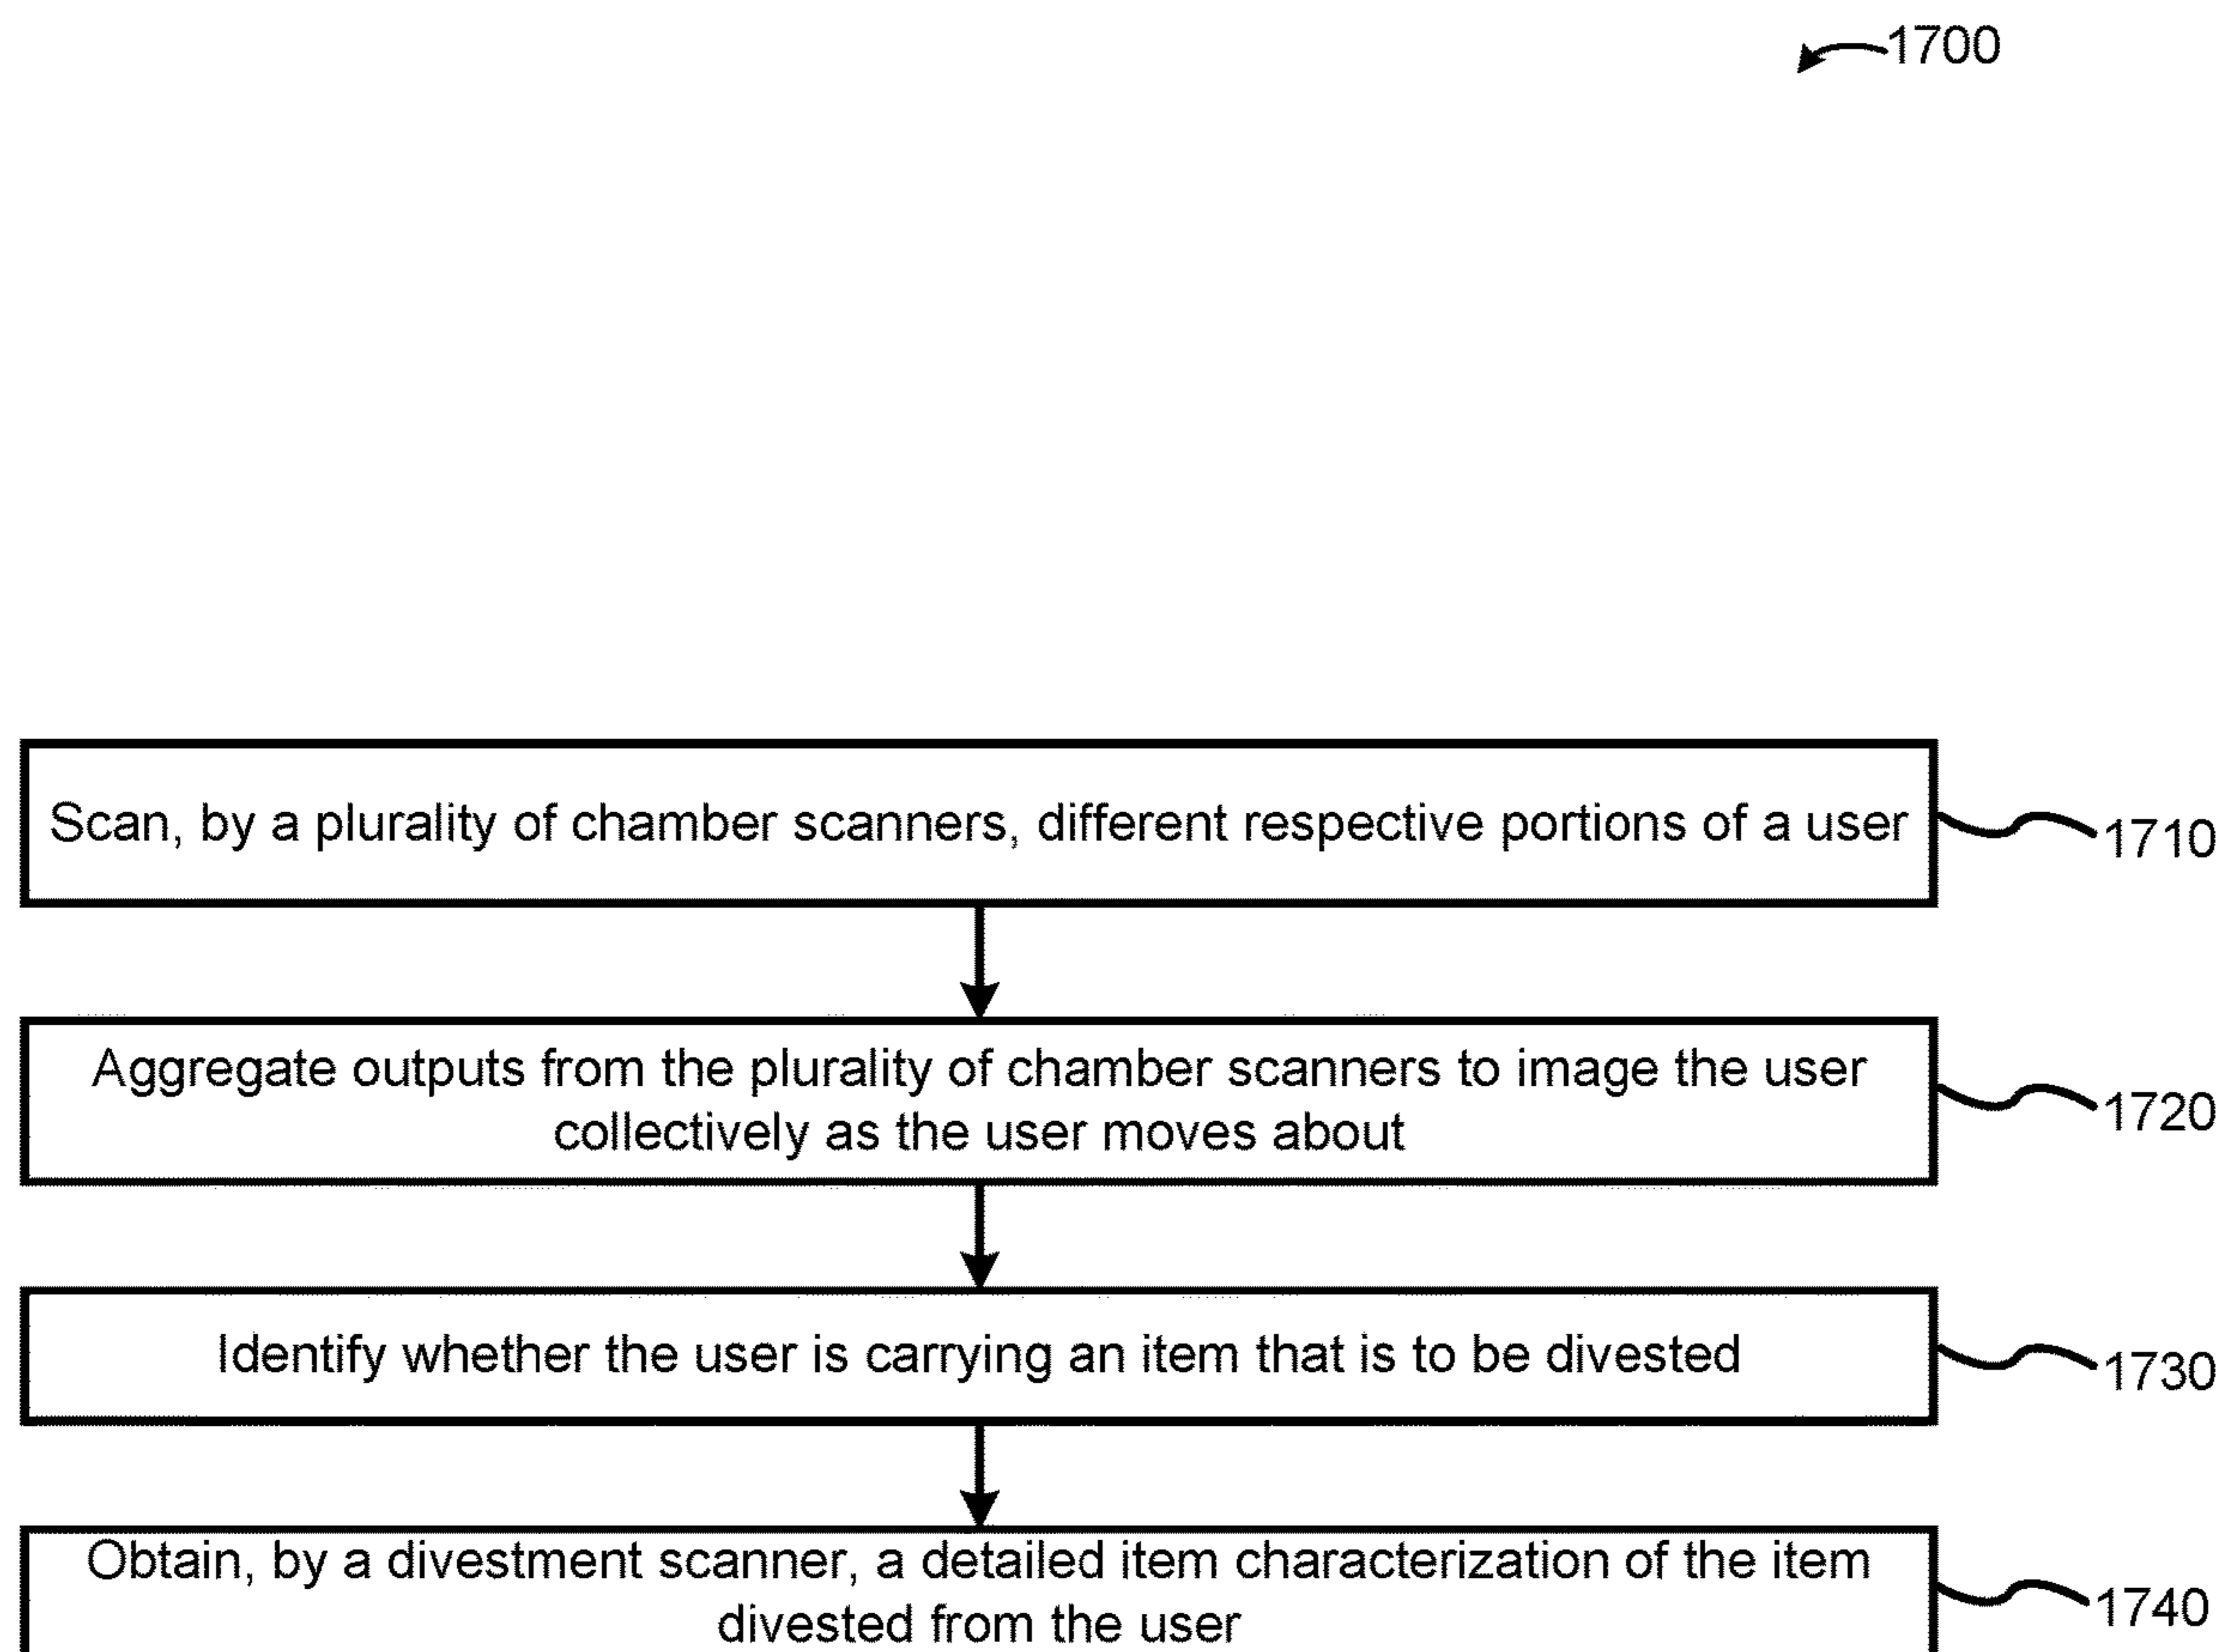 1700
Scan, by a plurality of chamber scanners, different respective portions of a user
1710
Aggregate outputs from the plurality of chamber scanners to image the user
collectively as the user moves about
1720
Identify whether the user is carrying an item that is to be divested
1730
Obtain, by a divestment scanner, a detailed item characterization of the item
divested from the user
1740